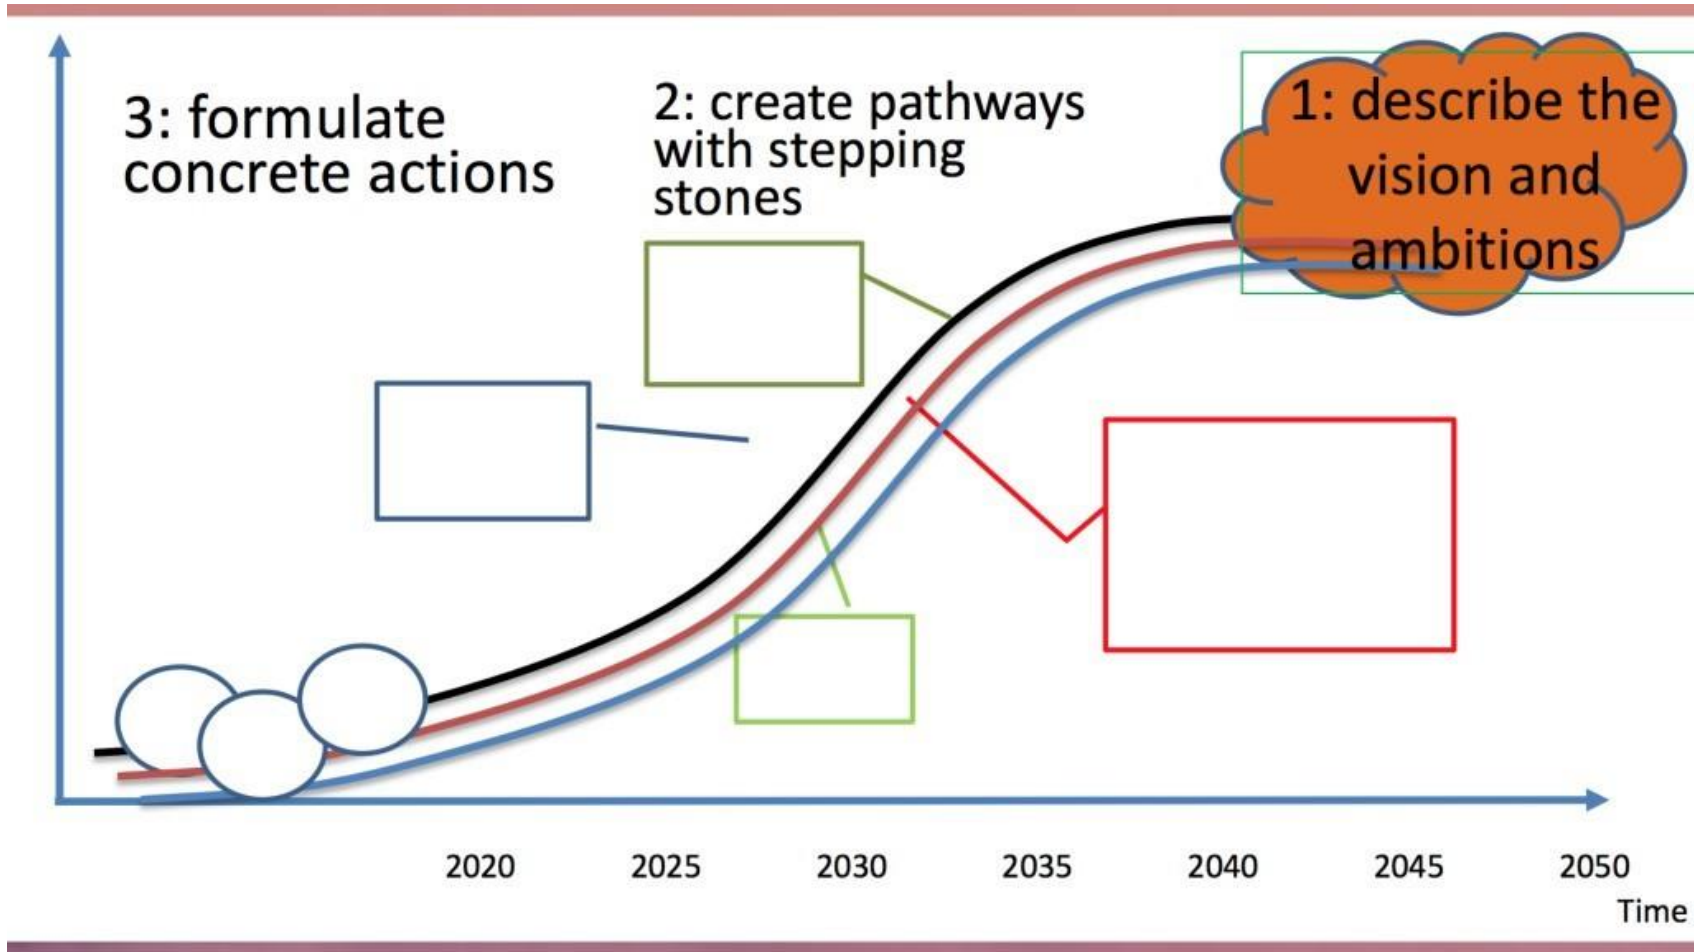 3: formulate
concrete actions
2: create pathways
with stepping
stones
1: describe the
vision and
ambitions
2020 2025 2030 2035 2040 2045 2050
Time